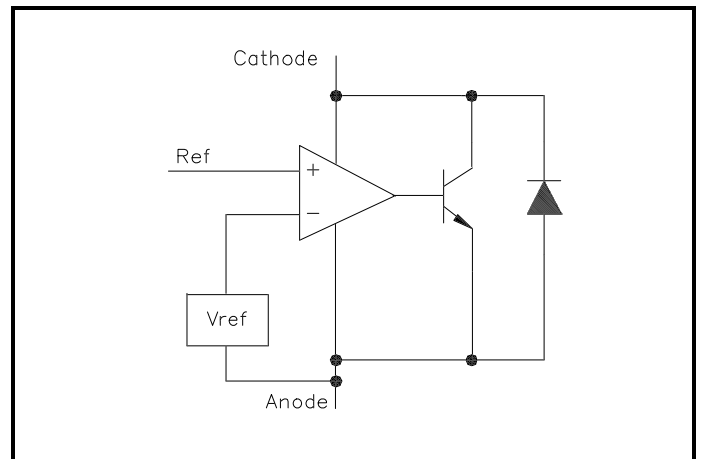 Cathode
Ref
+
−
Vref
Anode